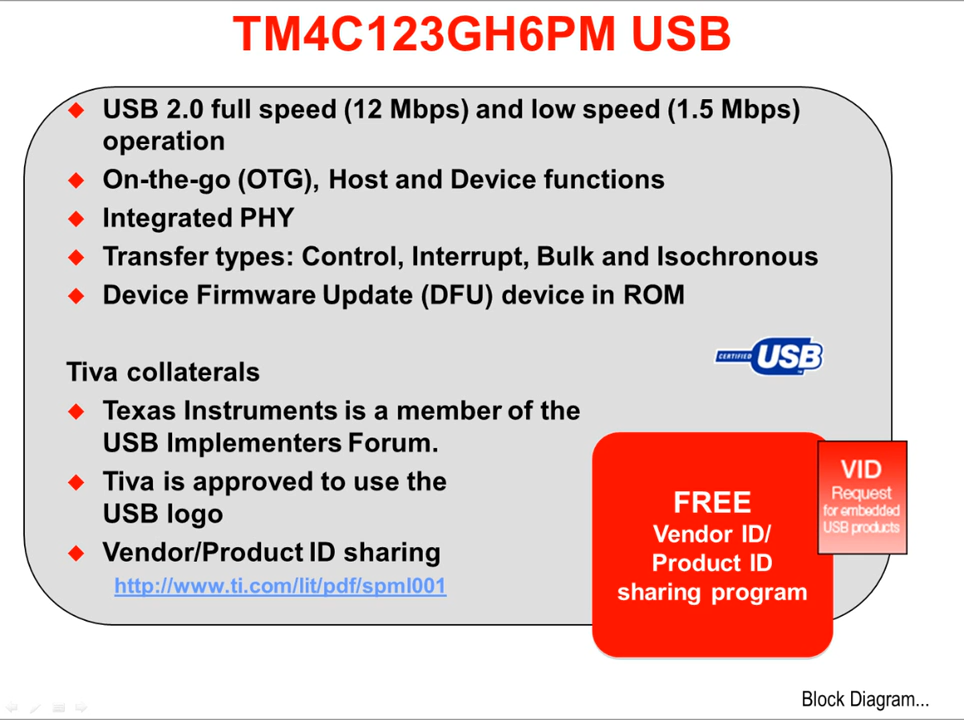 TM4C123GH6PM USB
USB 2.0 full speed (12 Mbps) and low speed (1.5 Mbps)
operation
On-the-go (OTG), Host and Device functions
Integrated PHY
Transfer types: Control, Interrupt, Bulk and Isochronous
Device Firmware Update (DFU) device in ROM
CERTIFIED USB
Tiva collaterals
Texas Instruments is a member of the
USB Implementers Forum.
Tiva is approved to use the
USB logo
Vendor/Product ID sharing
http://www.ti.com/lit/pdf/spml001
FREE
Vendor ID/
Product ID
sharing program
VID
Request
for embedded
USB products
Block Diagram...